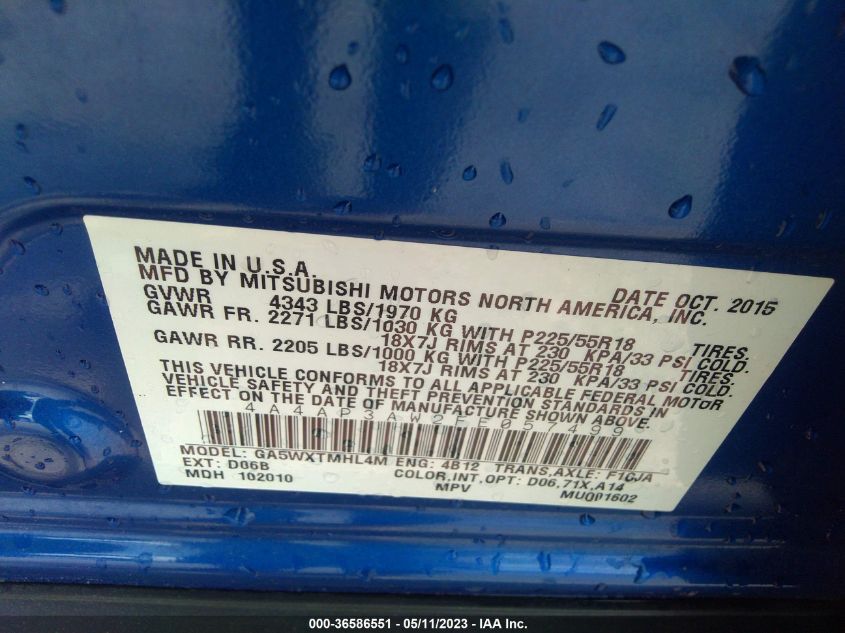 MADE IN U.S.A. DATE OCT. 2015
MFD BY MITSUBISHI MOTORS NORTH AMERICA, INC.
GVWR 4343 LBS/1970 KG
GAWR FR. 2271 LBS/1030 KG WITH P225/55R18 TIRES.
18X7J RIMS AT 230 KPA/33 PSI COLD.
GAWR RR. 2205 LBS/1000 KG WITH P225/55R18 TIRES.
18X7J RIMS AT 230 KPA/33 PSI COLD.
THIS VEHICLE CONFORMS TO ALL APPLICABLE FEDERAL MOTOR
VEHICLE SAFETY AND THEFT PREVENTION STANDARDS IN
EFFECT ON THE DATE OF MANUFACTURE SHOWN ABOVE.
4A4AP3AW2FE057499
MODEL: GA5WXTMHL4M ENG: 4B12 TRANS,AXLE: F1CJA
EXT: D06B COLOR,INT,OPT: D06,71X,A14
MDH 102010 MPV MU001602
000-36586551 - 05/11/2023 - IAA Inc.